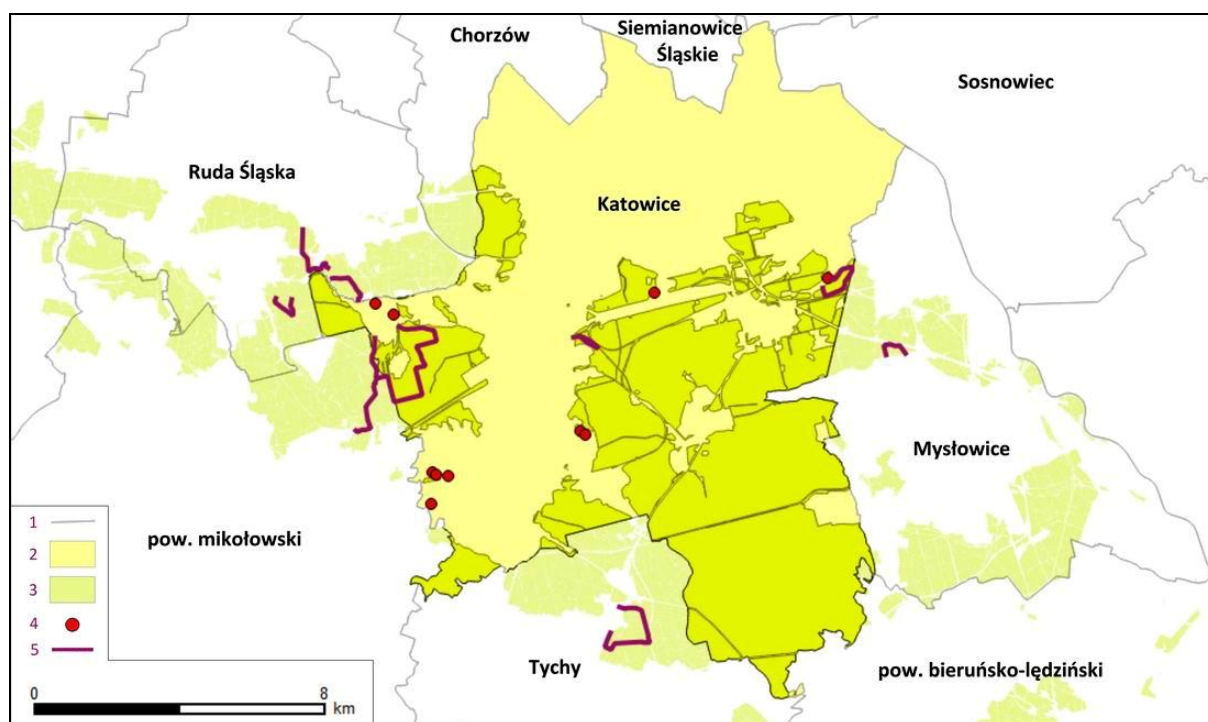 Chorzów
Siemianowice
Śląskie
Sosnowiec
Ruda Śląska
Katowice
Mysłowice
pow. mikołowski
Tychy
pow. bieruńsko-lędziński
1
2
3
4
5
0
8
km